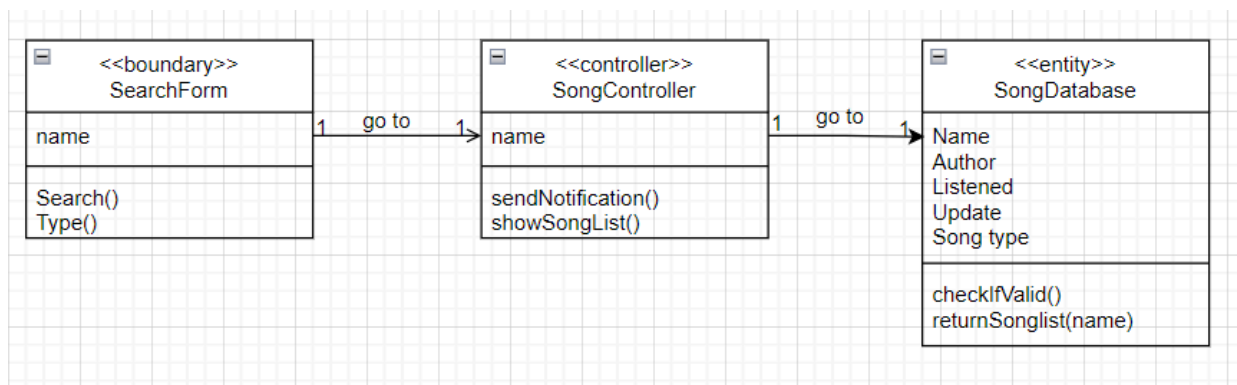 <<boundary>>
SearchForm
name
Search()
Type()
1 go to 1
<<controller>>
SongController
name
sendNotification()
showSongList()
1 go to 1
<<entity>>
SongDatabase
Name
Author
Listened
Update
Song type
checkIfValid()
returnSonglist(name)